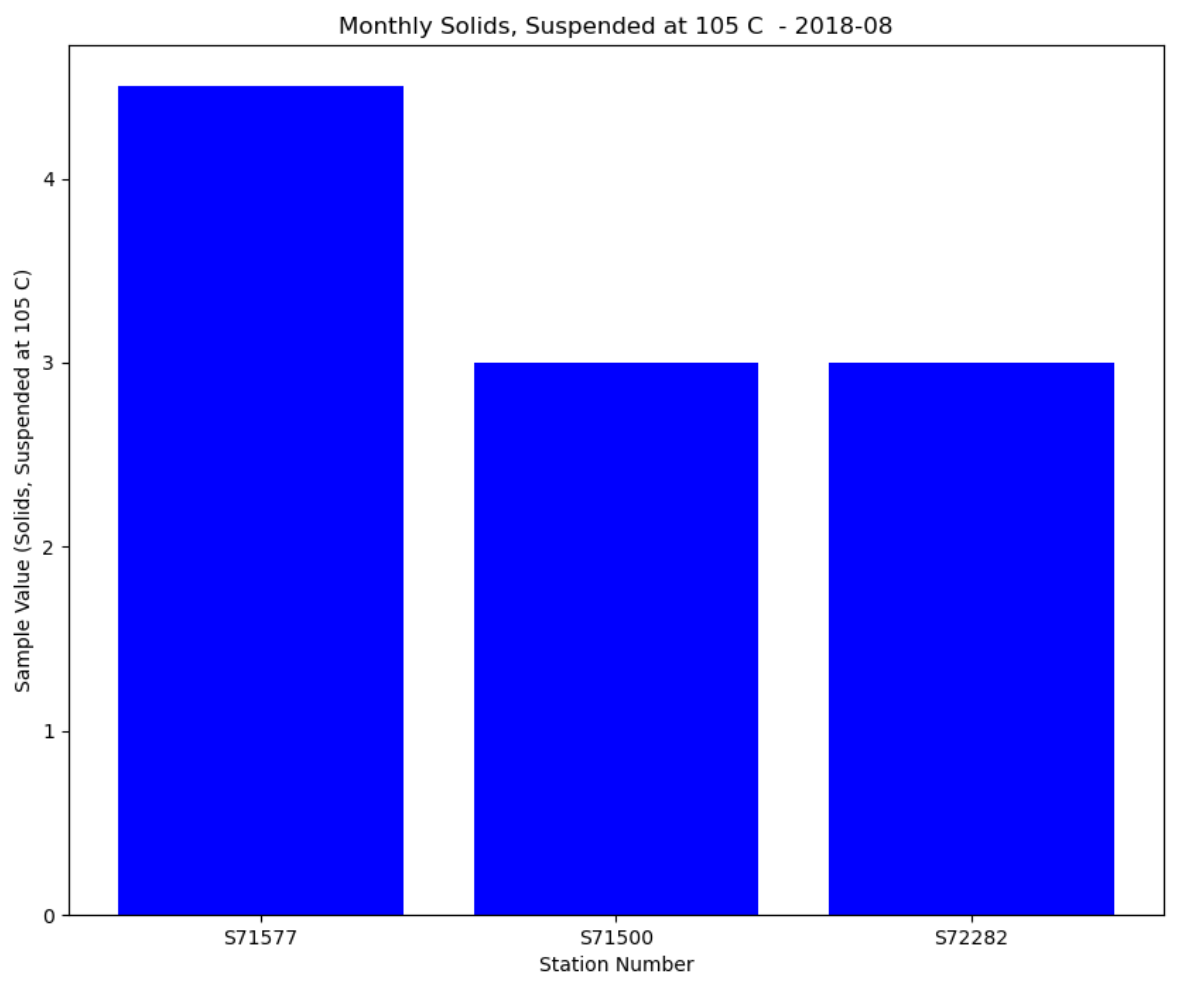 Monthly Solids, Suspended at 105 C  - 2018-08
Sample Value (Solids, Suspended at 105 C)
4
3
2
1
0
S71577
S71500
S72282
Station Number